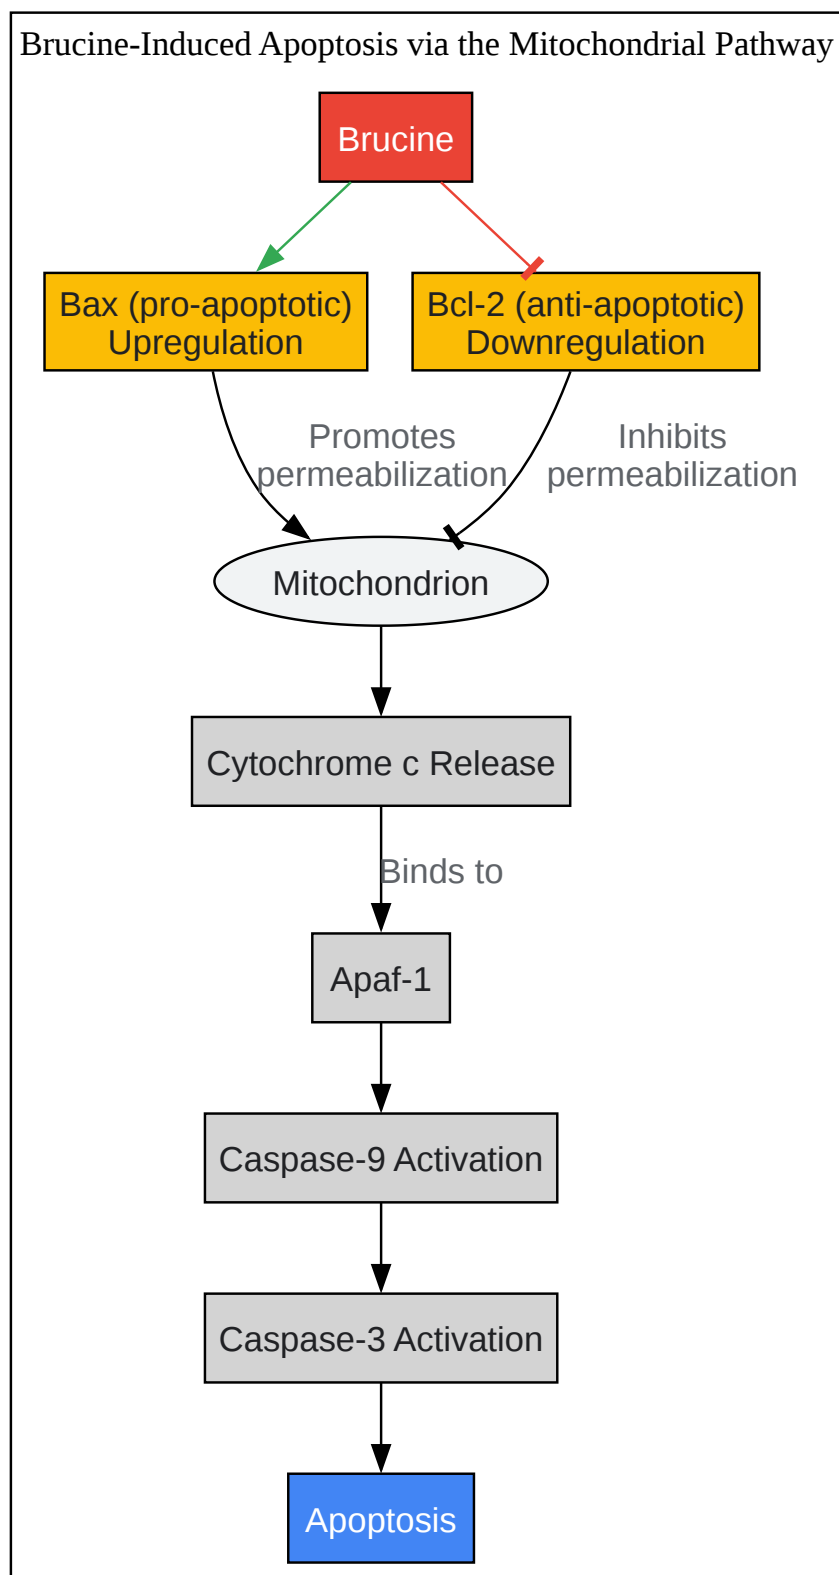 Brucine-Induced Apoptosis via the Mitochondrial Pathway
Brucine
Bax (pro-apoptotic)
Upregulation
Bcl-2 (anti-apoptotic)
Downregulation
Promotes
permeabilization
Inhibits
permeabilization
Mitochondrion
Cytochrome c Release
Binds to
Apaf-1
Caspase-9 Activation
Caspase-3 Activation
Apoptosis